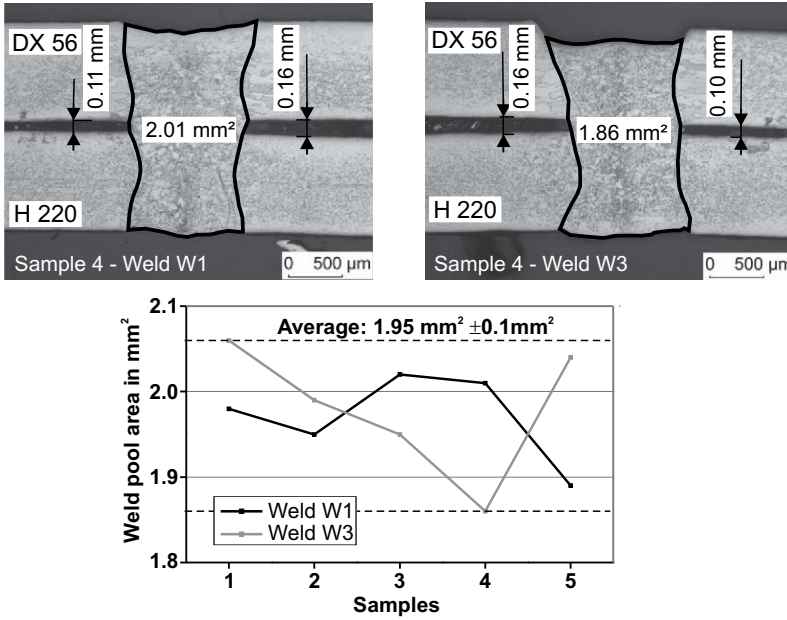 DX 56
0.11 mm
0.16 mm
2.01 mm²
H 220
Sample 4 - Weld W1
0 500 µm
DX 56
0.16 mm
0.10 mm
1.86 mm²
H 220
Sample 4 - Weld W3
0 500 µm
Average: 1.95 mm² ±0.1mm²
Weld pool area in mm²
2.1
2.0
1.9
1.8
Weld W1
Weld W3
1 2 3 4 5
Samples